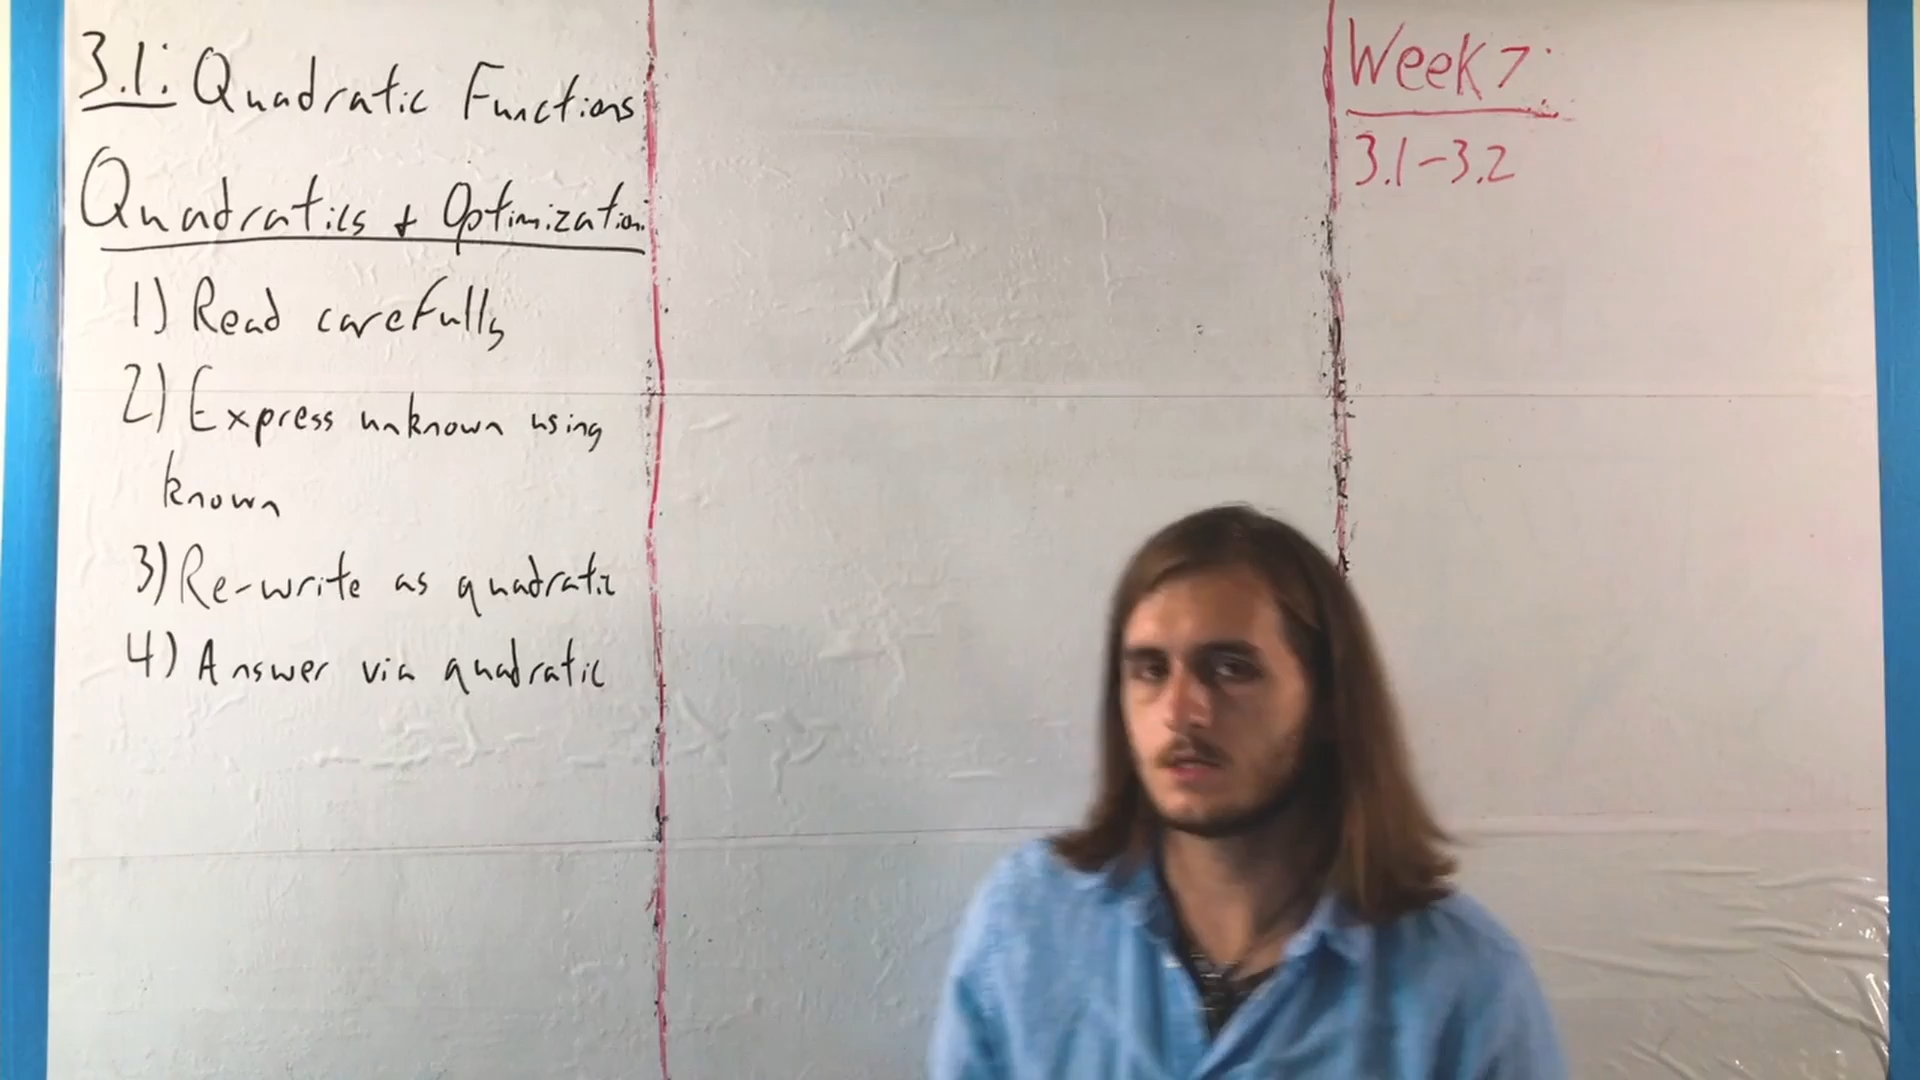 3.1: Quadratic Functions
Quadratics + Optimization
1) Read carefully
2) Express unknown using
known
3) Re-write as quadratic
4) Answer via quadratic
Week 7:
3.1-3.2